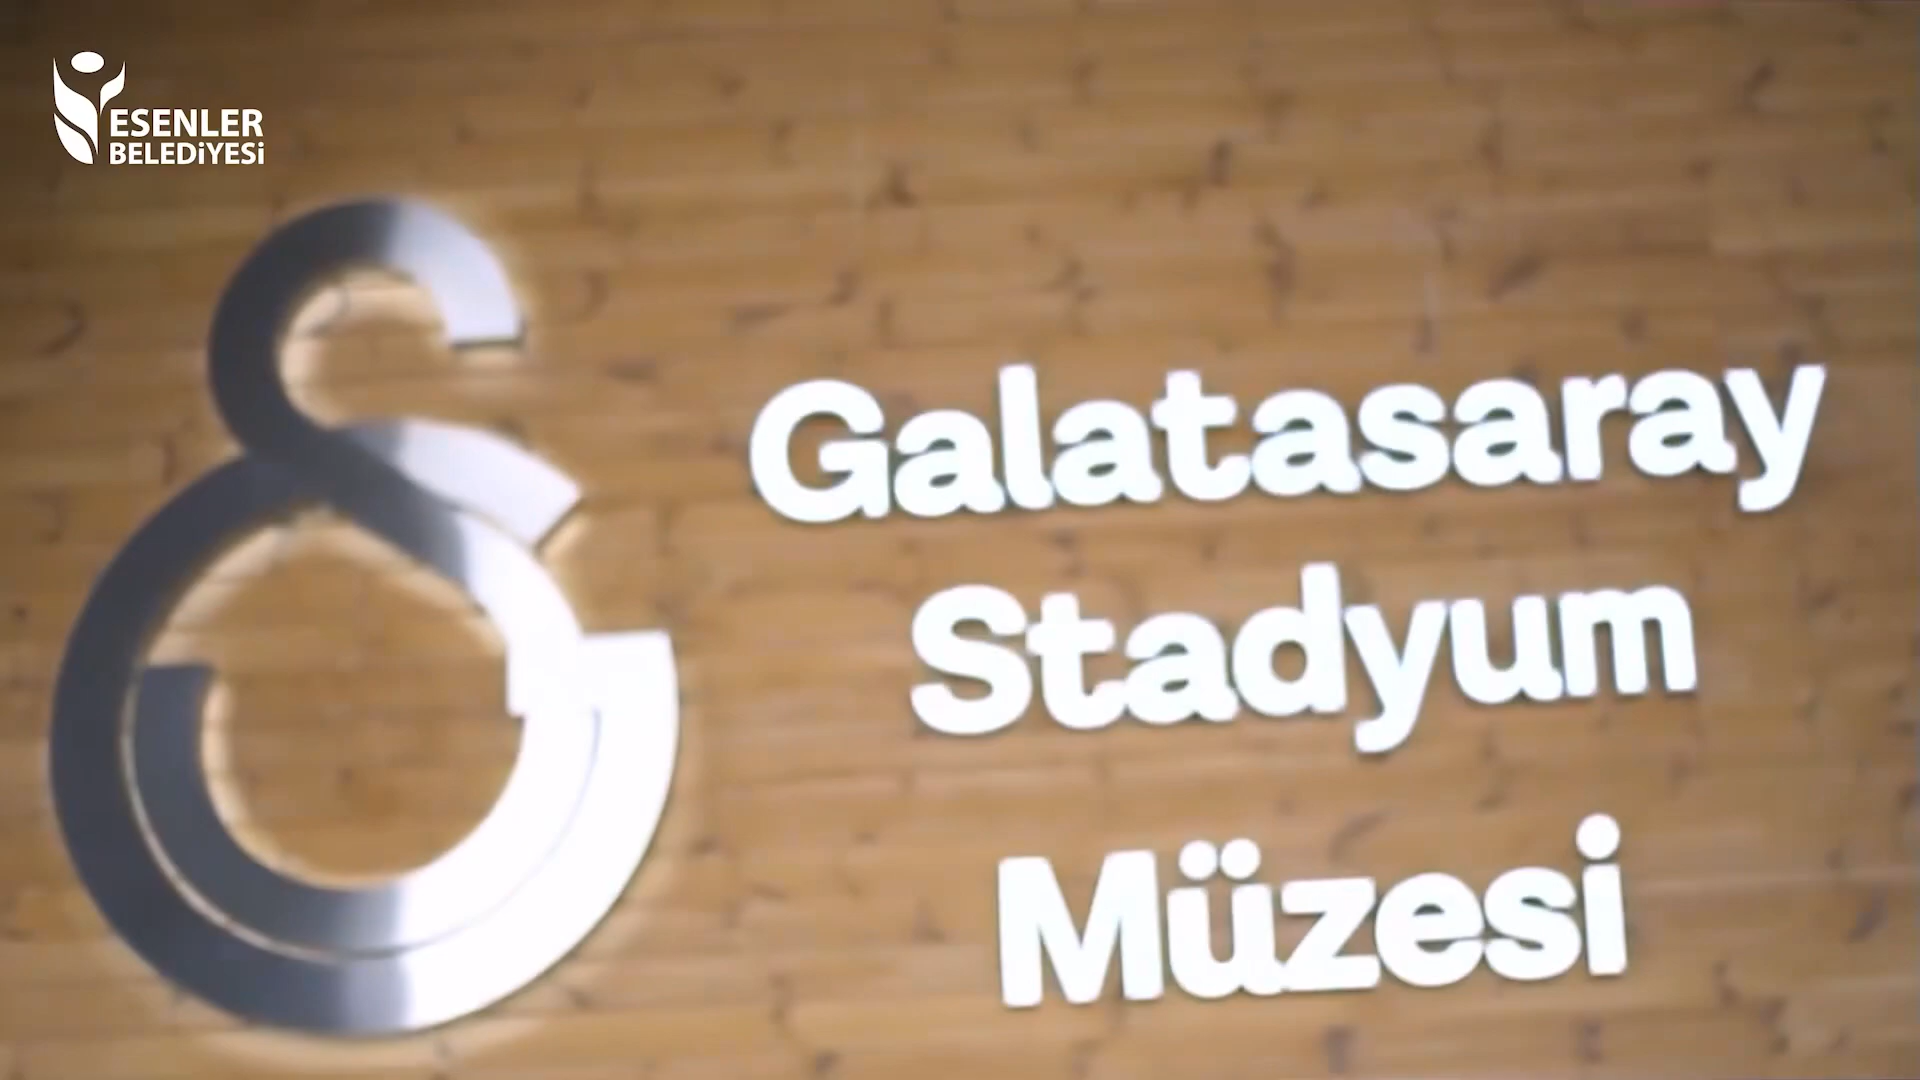 ESENLER
BELEDİYESİ
Galatasaray
Stadyum
Müzesi